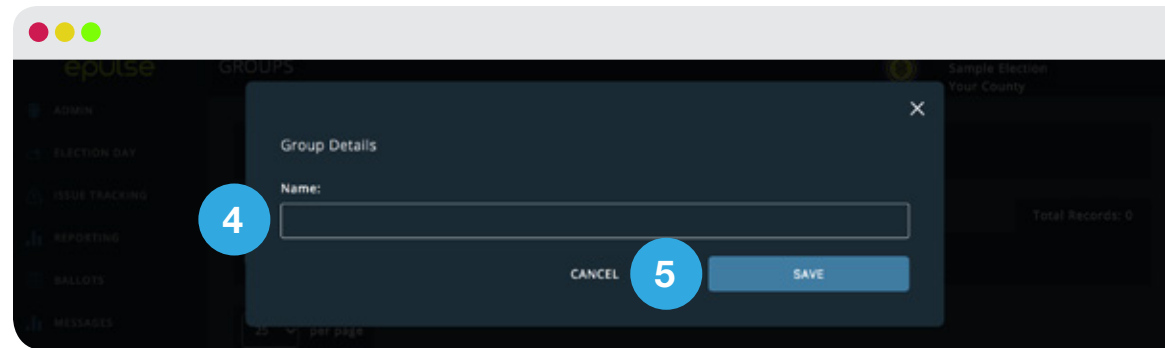 epulse
GROUPS
Sample Election
Your County
ADMIN
ELECTION DAY
ISSUE TRACKING
REPORTING
BALLOTS
MESSAGES
Group Details
Name:
4
CANCEL
5
SAVE
Total Records: 0
25 per page